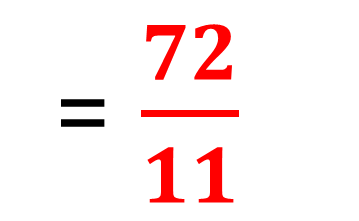 = 72/11